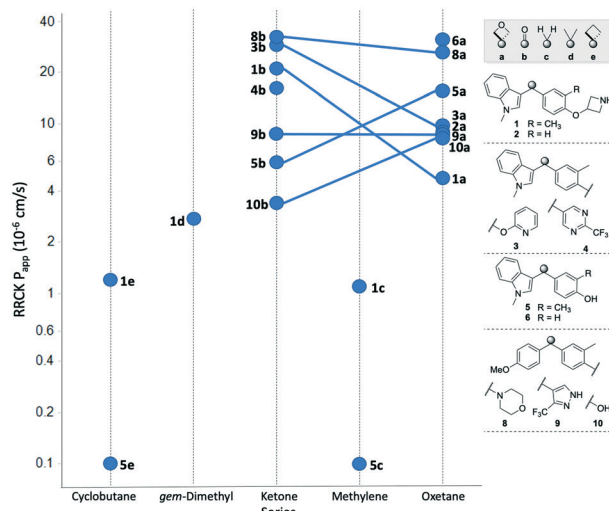 RRCK Papp (10-6 cm/s)
40
20
10
6
4
2
1
0.6
0.4
0.2
0.1
8b
3b
1b
4b
9b
5b
10b
1d
1e
5e
1c
5c
6a
8a
5a
3a
2a
9a
10a
1a
Cyclobutane
gem-Dimethyl
Ketone
Methylene
Oxetane
Series
O O H H
a b c d e
R
NH
N O
1 R = CH3
2 R = H
N
O N
N N
CF3
3 4
R
N OH
5 R = CH3
6 R = H
MeO
N O
NH
N
F3C
OH
8 9 10